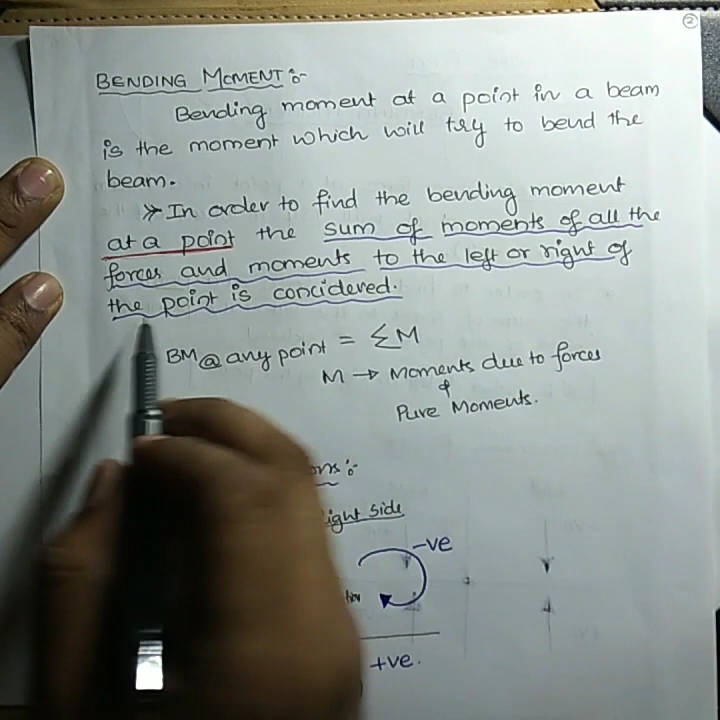 ②
BENDING MOMENT :-
Bending moment at a point in a beam
is the moment which will try to bend the
beam.
➢ In order to find the bending moment
at a point the sum of moments of all the
forces and moments to the left or right of
the point is concidered.
BM @ any point = ΣM
M → Moments due to forces
&
Pure Moments.
ons :-
ight side
-ve
+ve.